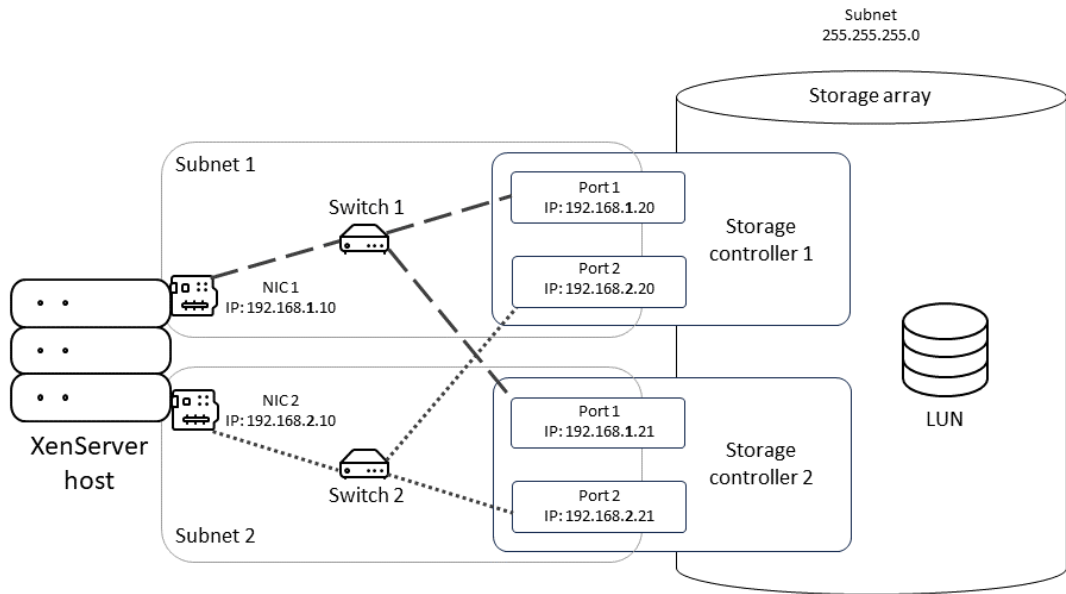 Subnet
255.255.255.0
Storage array
Subnet 1
Switch 1
Port 1
IP: 192.168.1.20
Port 2
IP: 192.168.2.20
Storage
controller 1
NIC 1
IP: 192.168.1.10
NIC 2
IP: 192.168.2.10
XenServer
host
Switch 2
Subnet 2
Port 1
IP: 192.168.1.21
Port 2
IP: 192.168.2.21
Storage
controller 2
LUN